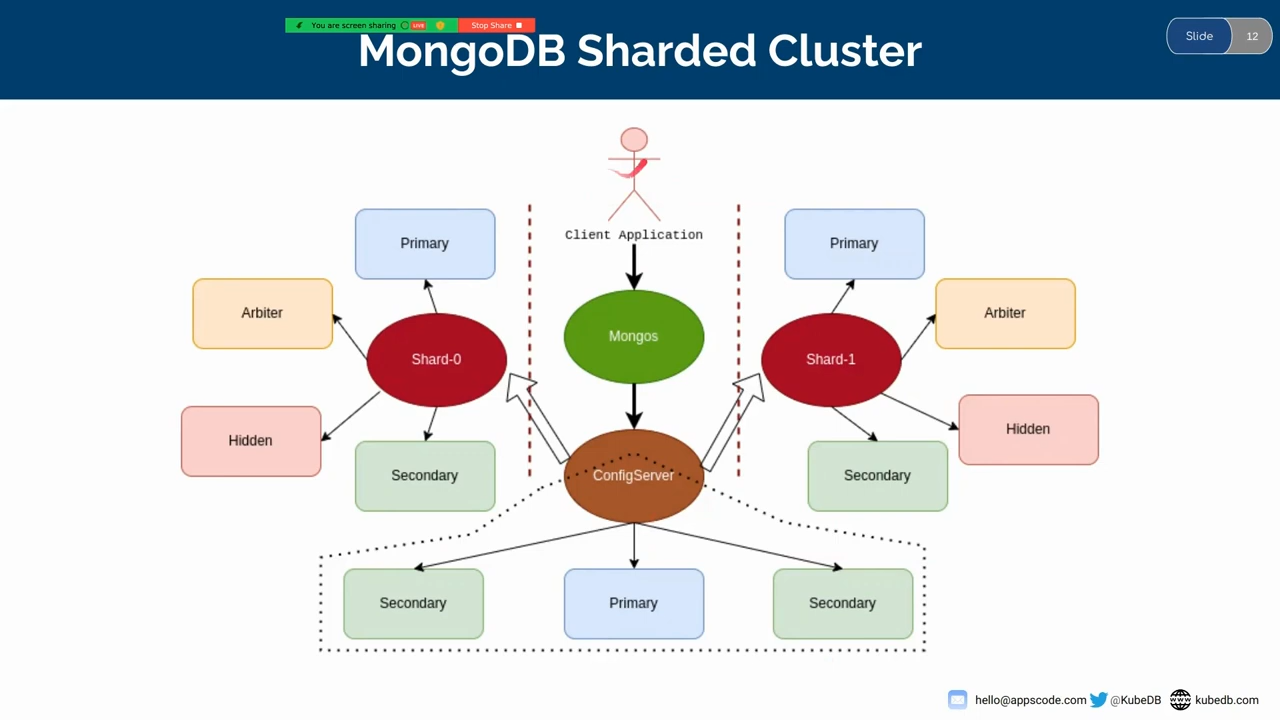 You are screen sharing LIVE Stop Share
MongoDB Sharded Cluster
Slide 12
Client Application
Primary
Primary
Arbiter
Arbiter
Mongos
Shard-0
Shard-1
Hidden
Hidden
Secondary
ConfigServer
Secondary
Secondary
Primary
Secondary
hello@appscode.com @KubeDB kubedb.com